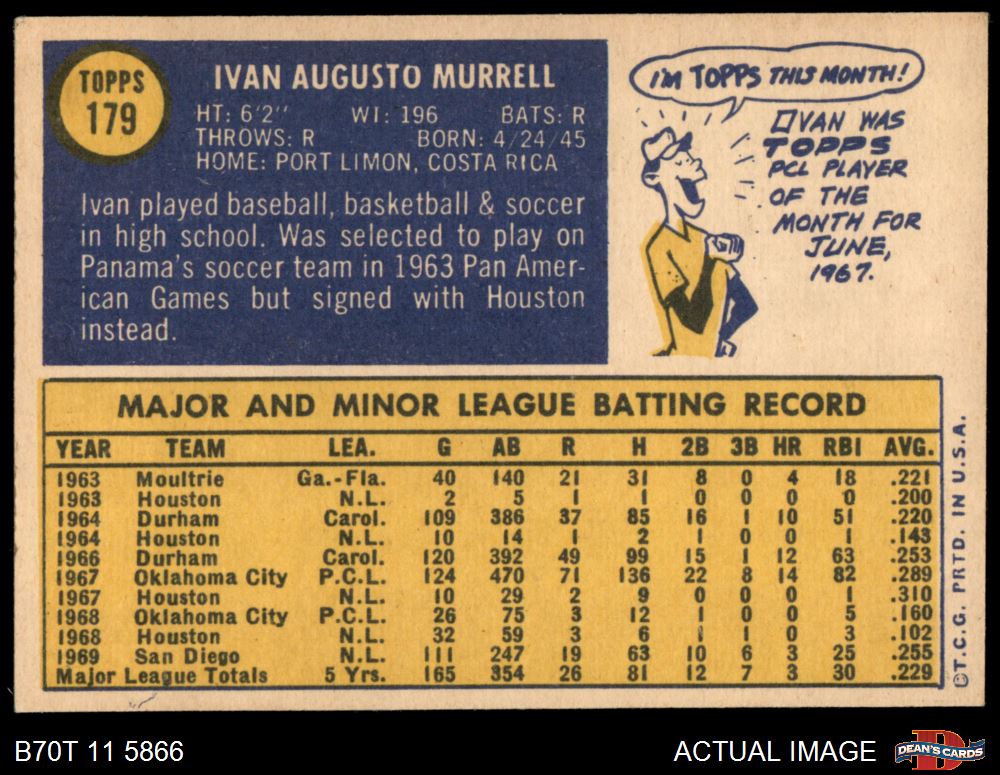 TOPPS
179
IVAN AUGUSTO MURRELL
HT: 6'2" WT: 196 BATS: R
THROWS: R BORN: 4/24/45
HOME: PORT LIMON, COSTA RICA
Ivan played baseball, basketball & soccer
in high school. Was selected to play on
Panama's soccer team in 1963 Pan Amer-
ican Games but signed with Houston
instead.
I'M TOPPS THIS MONTH!
IVAN WAS
TOPPS
PCL PLAYER
OF THE
MONTH FOR
JUNE,
1967.
MAJOR AND MINOR LEAGUE BATTING RECORD
YEAR TEAM LEA. G AB R H 2B 3B HR RBI AVG.
1963 Moultrie Ga.-Fla. 40 140 21 31 8 0 4 18 .221
1963 Houston N.L. 2 5 1 1 0 0 0 0 .200
1964 Durham Carol. 109 386 37 85 16 1 10 51 .220
1964 Houston N.L. 10 14 1 2 1 0 0 1 .143
1966 Durham Carol. 120 392 49 99 15 1 12 63 .253
1967 Oklahoma City P.C.L. 124 470 71 136 22 8 14 82 .289
1967 Houston N.L. 10 29 2 9 0 0 0 1 .310
1968 Oklahoma City P.C.L. 26 75 3 12 1 0 0 5 .160
1968 Houston N.L. 32 59 3 6 1 1 0 3 .102
1969 San Diego N.L. 111 247 19 63 10 6 3 25 .255
Major League Totals 5 Yrs. 165 354 26 81 12 7 3 30 .229
©T.C.G. PRTD. IN U.S.A.
B70T 11 5866
ACTUAL IMAGE
DEAN'S CARDS